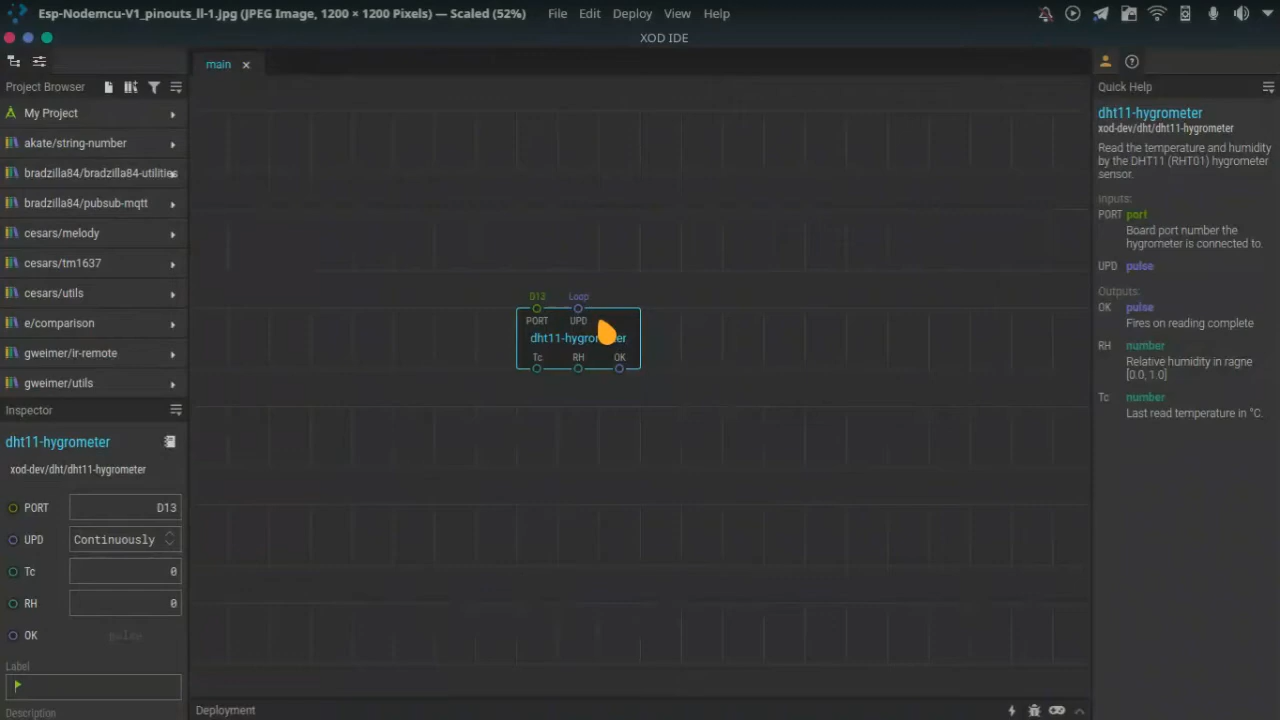 Esp-Nodemcu-V1_pinouts_ll-1.Jpg (JPEG Image, 1200 × 1200 Pixels) — Scaled (52%)
File Edit Deploy View Help
XOD IDE
main
Project Browser
My Project
akate/string-number
bradzilla84/bradzilla84-utilities
bradzilla84/pubsub-mqtt
cesars/melody
cesars/tm1637
cesars/utils
e/comparison
gweimer/ir-remote
gweimer/utils
Inspector
dht11-hygrometer
xod-dev/dht/dht11-hygrometer
PORT D13
UPD Continuously
Tc 0
RH 0
OK pulse
Label
Description
D13 Loop
PORT UPD
dht11-hygrometer
Tc RH OK
Deployment
Quick Help
dht11-hygrometer
xod-dev/dht/dht11-hygrometer
Read the temperature and humidity
by the DHT11 (RHT01) hygrometer
sensor.
Inputs:
PORT port
Board port number the
hygrometer is connected to.
UPD pulse
Outputs:
OK pulse
Fires on reading complete
RH number
Relative humidity in ragne
[0.0, 1.0]
Tc number
Last read temperature in °C.